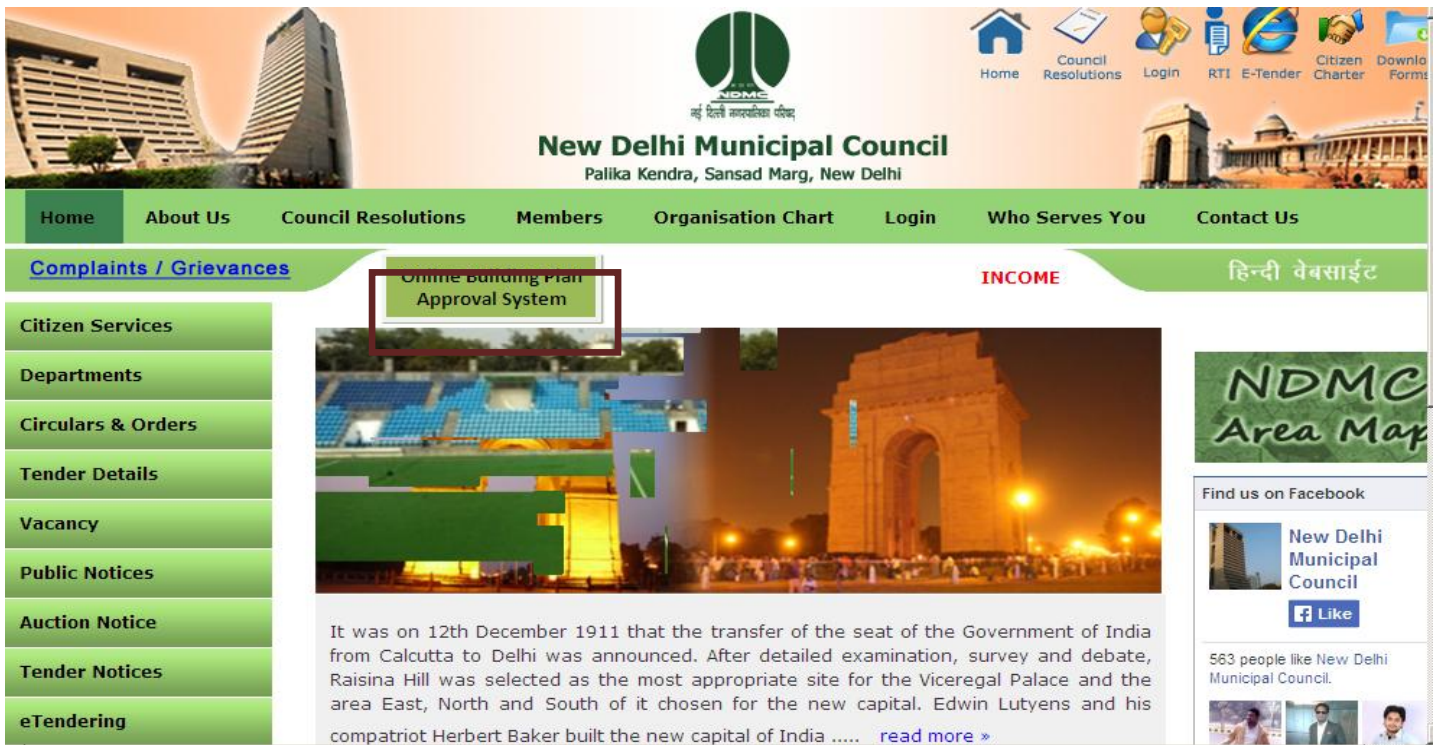 Home
Council
Resolutions
Login
RTI
E-Tender
Citizen
Charter
NDMC
नई दिल्ली नगरपालिका परिषद्
New Delhi Municipal Council
Palika Kendra, Sansad Marg, New Delhi
Home About Us Council Resolutions Members Organisation Chart Login Who Serves You Contact Us
Complaints / Grievances
Online Building Plan
Approval System
INCOME
हिन्दी वेबसाईट
Citizen Services
Departments
Circulars & Orders
Tender Details
Vacancy
Public Notices
Auction Notice
Tender Notices
eTendering
It was on 12th December 1911 that the transfer of the seat of the Government of India
from Calcutta to Delhi was announced. After detailed examination, survey and debate,
Raisina Hill was selected as the most appropriate site for the Viceregal Palace and the
area East, North and South of it chosen for the new capital. Edwin Lutyens and his
compatriot Herbert Baker built the new capital of India ..... read more »
NDMC
Area Map
Find us on Facebook
New Delhi
Municipal
Council
Like
563 people like New Delhi
Municipal Council.